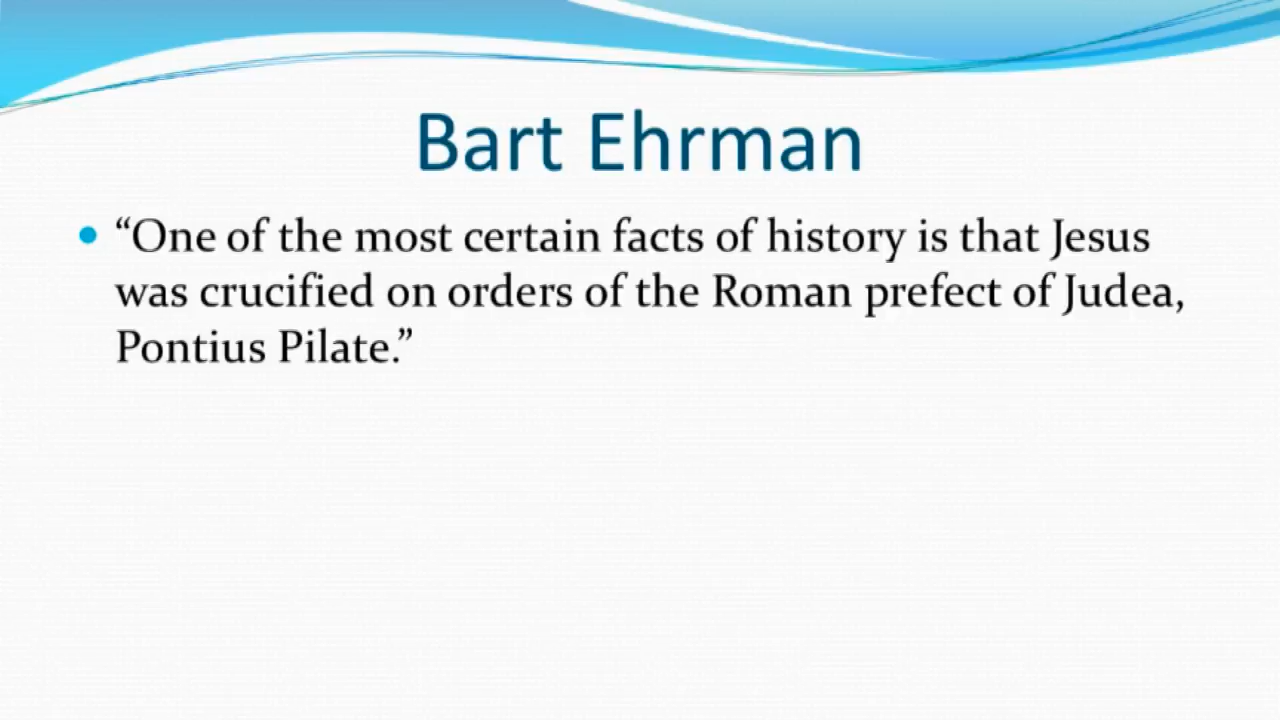 Bart Ehrman
• “One of the most certain facts of history is that Jesus
was crucified on orders of the Roman prefect of Judea,
Pontius Pilate.”